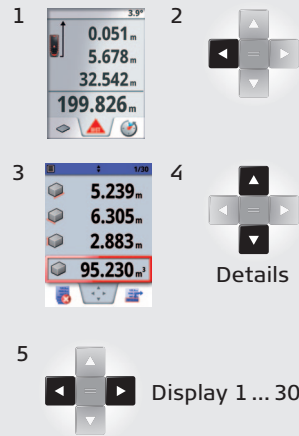 1
3.9°
0.051 m
5.678 m
32.542 m
199.826 m
2
3
1/30
5.239 m
6.305 m
2.883 m
95.230 m³
4
Details
5
Display 1 ... 30